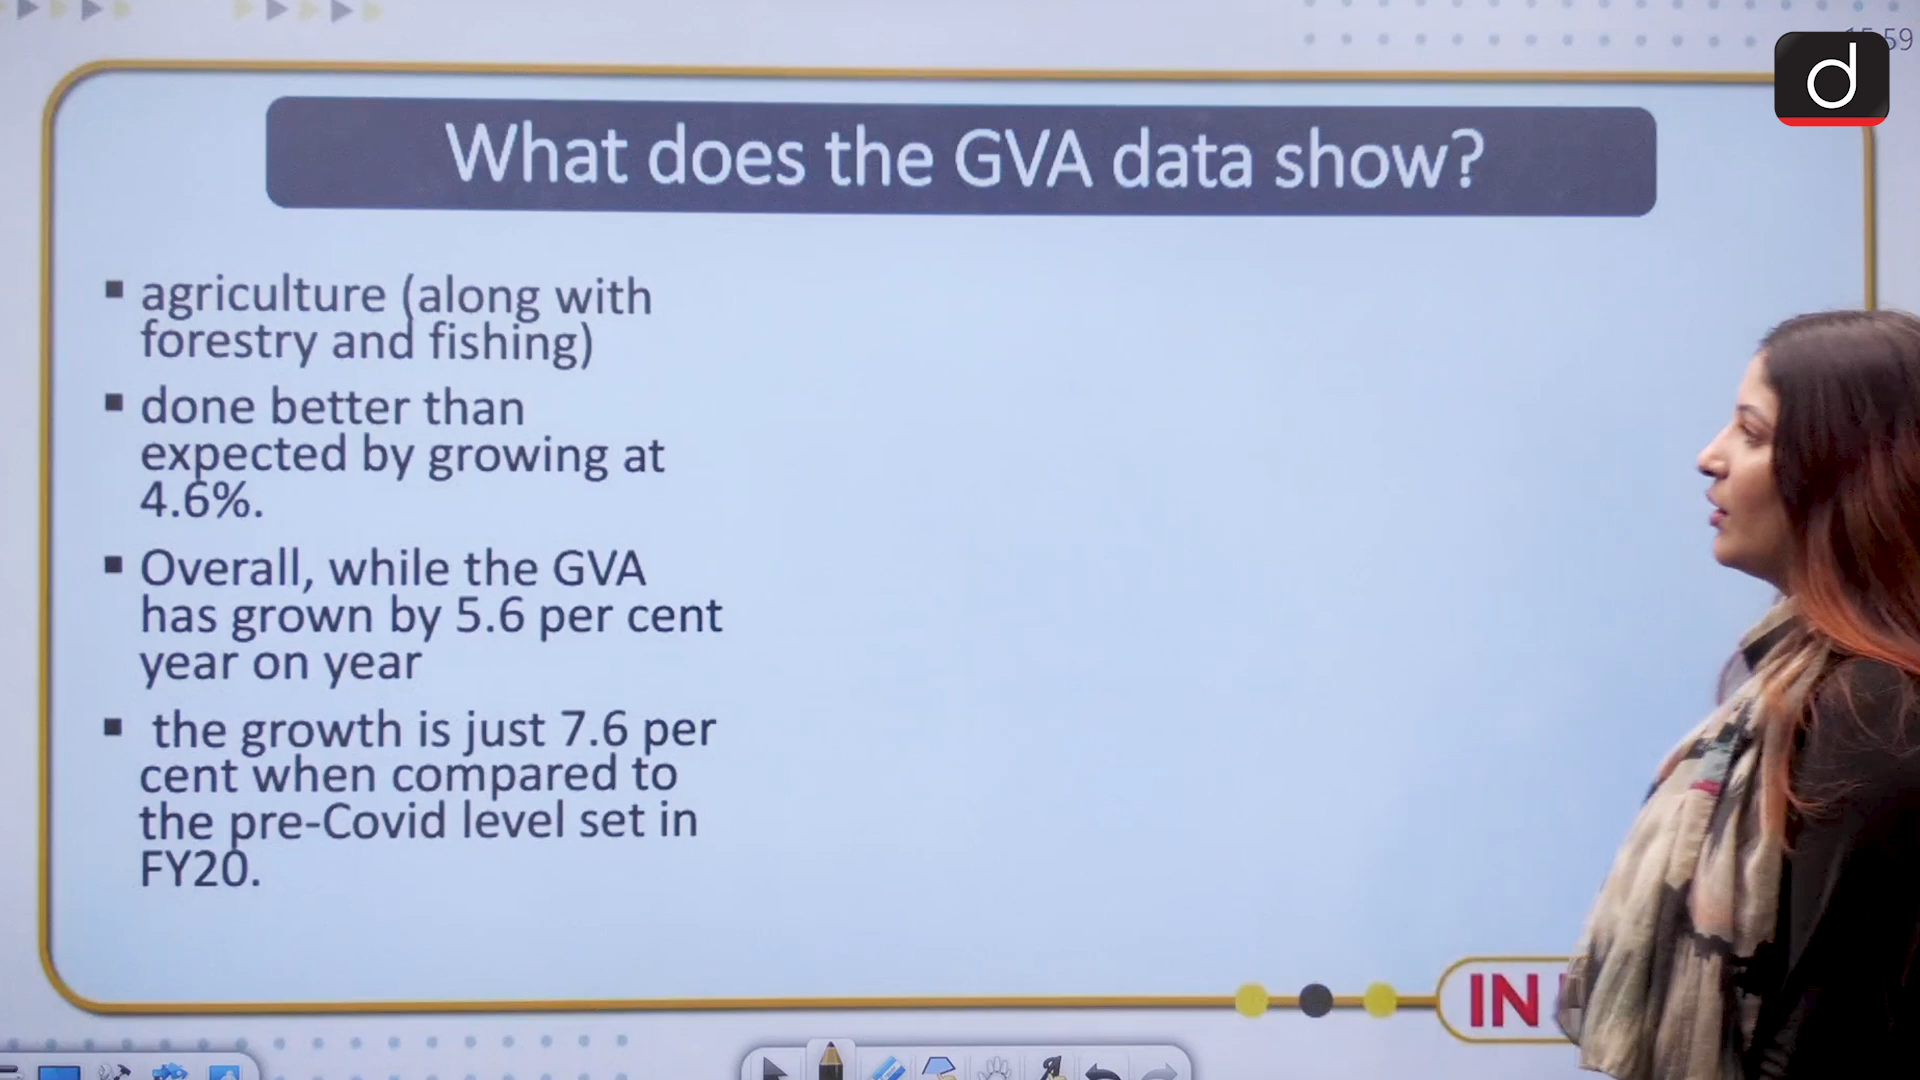 59
d
What does the GVA data show?
▪ agriculture (along with
forestry and fishing)
▪ done better than
expected by growing at
4.6%.
▪ Overall, while the GVA
has grown by 5.6 per cent
year on year
▪ the growth is just 7.6 per
cent when compared to
the pre-Covid level set in
FY20.
IN